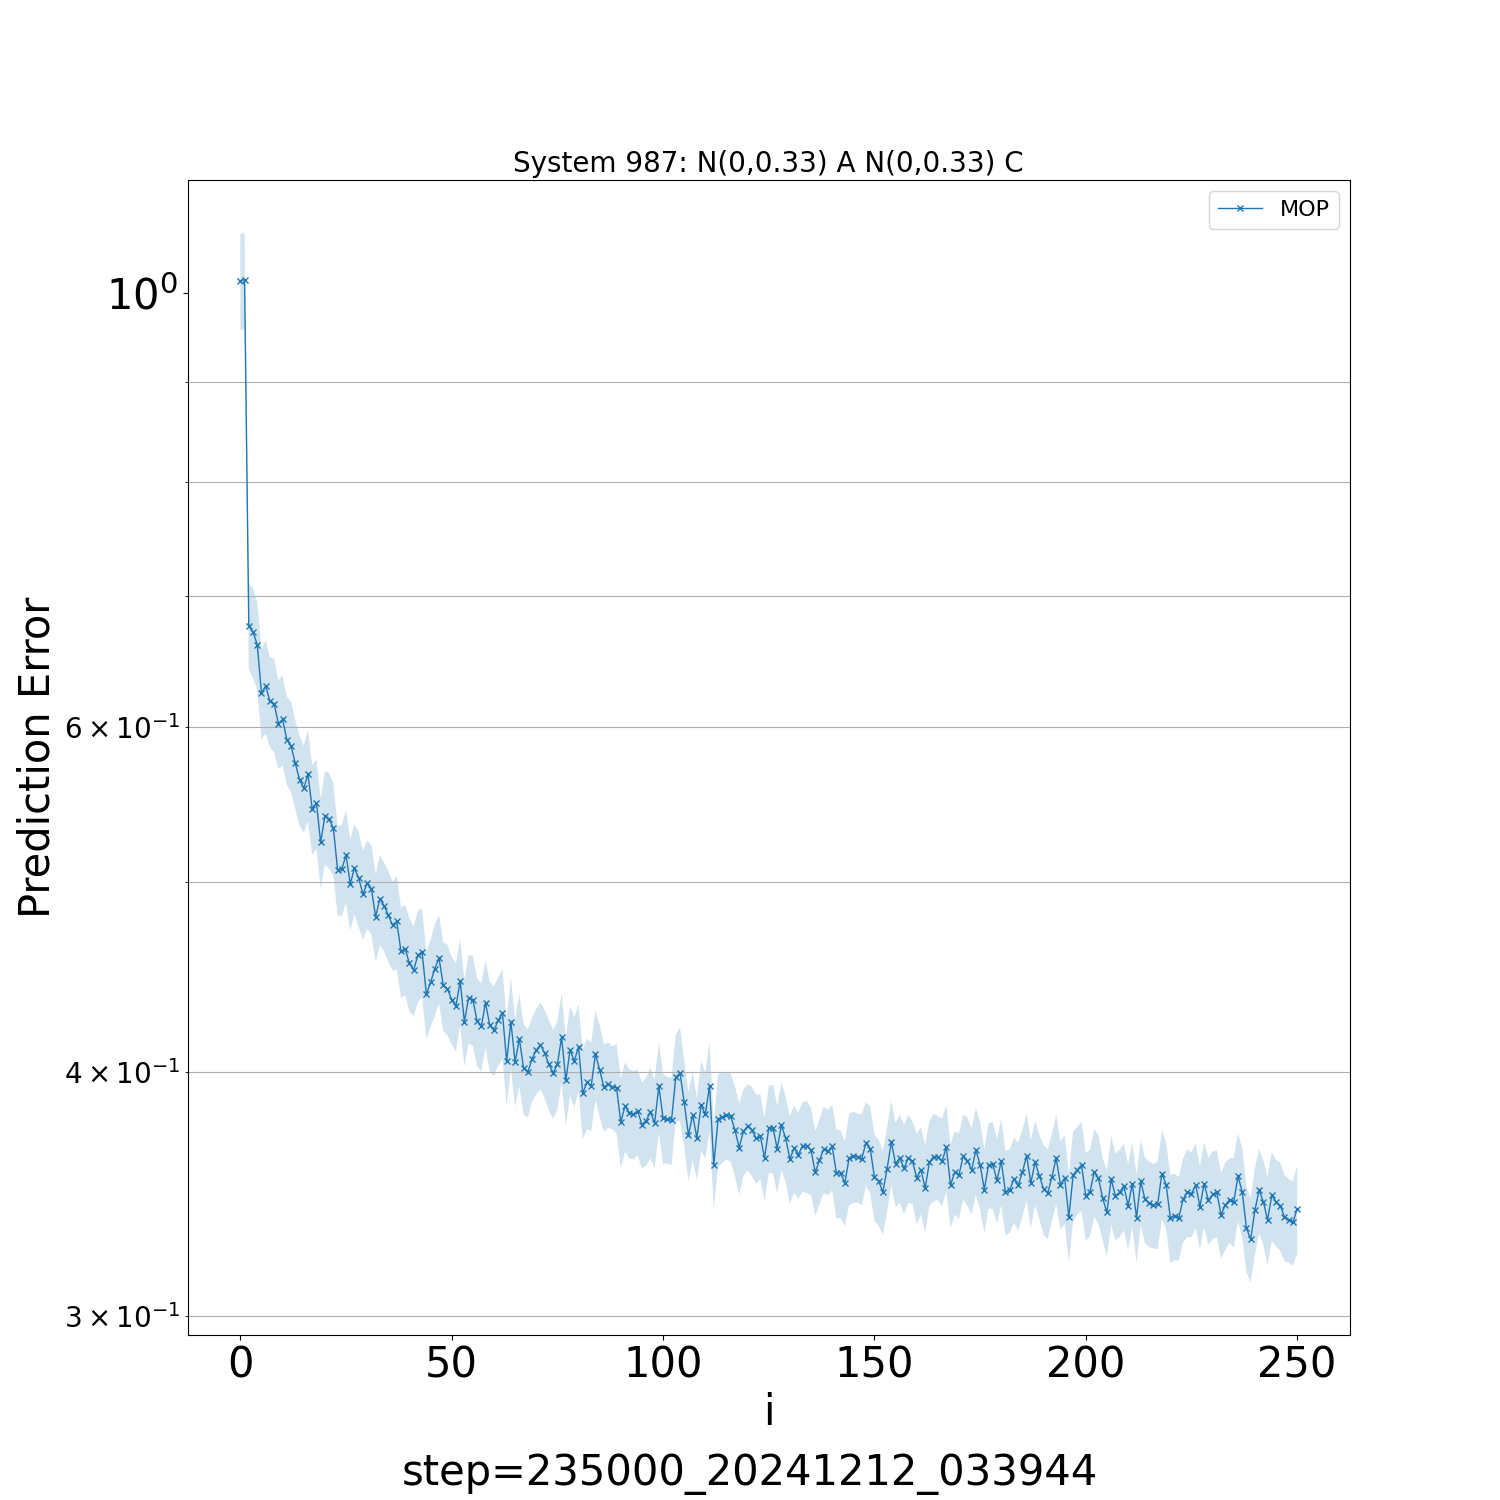 System 987: N(0,0.33) A N(0,0.33) C
MOP
10⁰
6 × 10⁻¹
4 × 10⁻¹
3 × 10⁻¹
Prediction Error
0 50 100 150 200 250
i
step=235000_20241212_033944